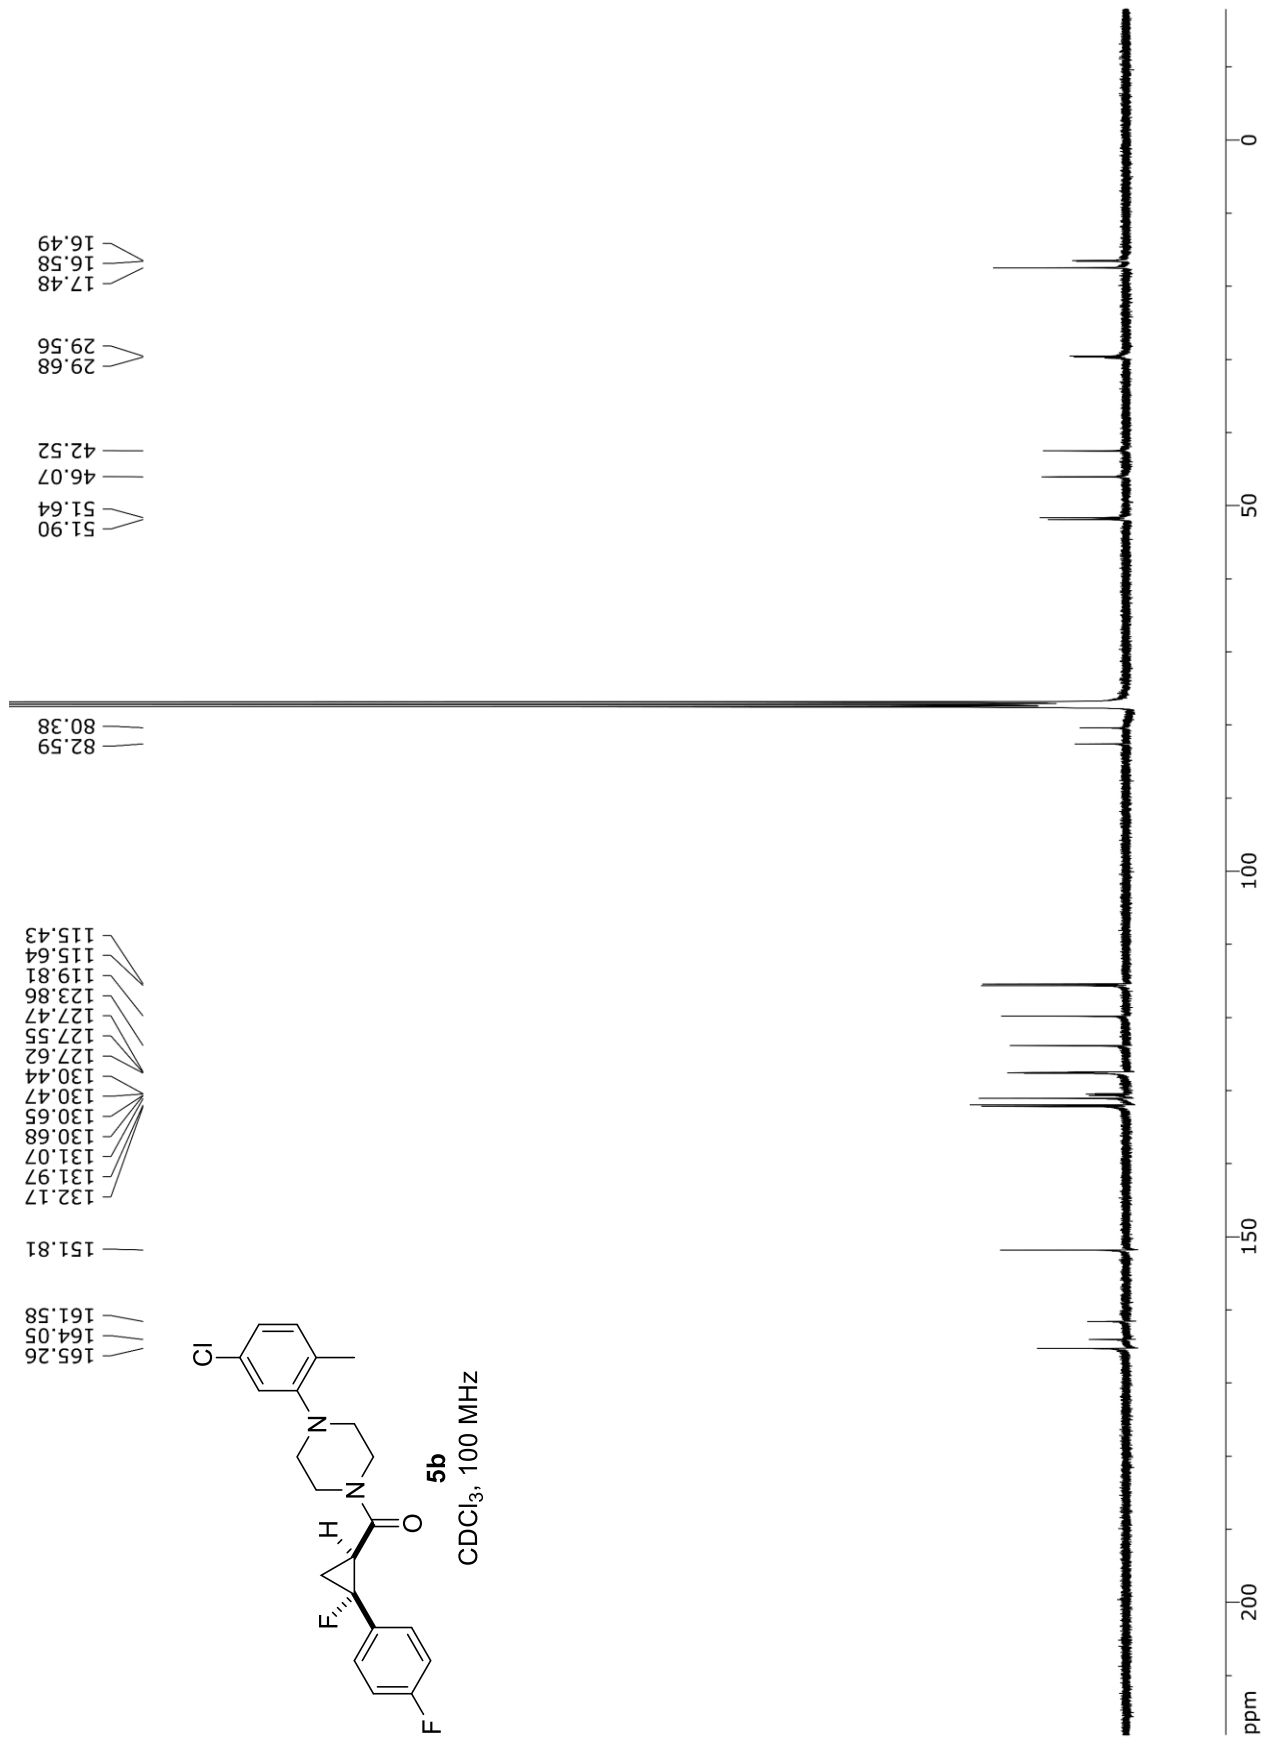 165.26
164.05
161.58
151.81
132.17
131.97
131.07
130.68
130.65
130.47
130.44
127.62
127.55
127.47
123.86
119.81
115.64
115.43
82.59
80.38
51.90
51.64
46.07
42.52
29.68
29.56
17.48
16.58
16.49
Cl
N
N
H
O
F
F
5b
CDCl₃, 100 MHz
ppm 200 150 100 50 0